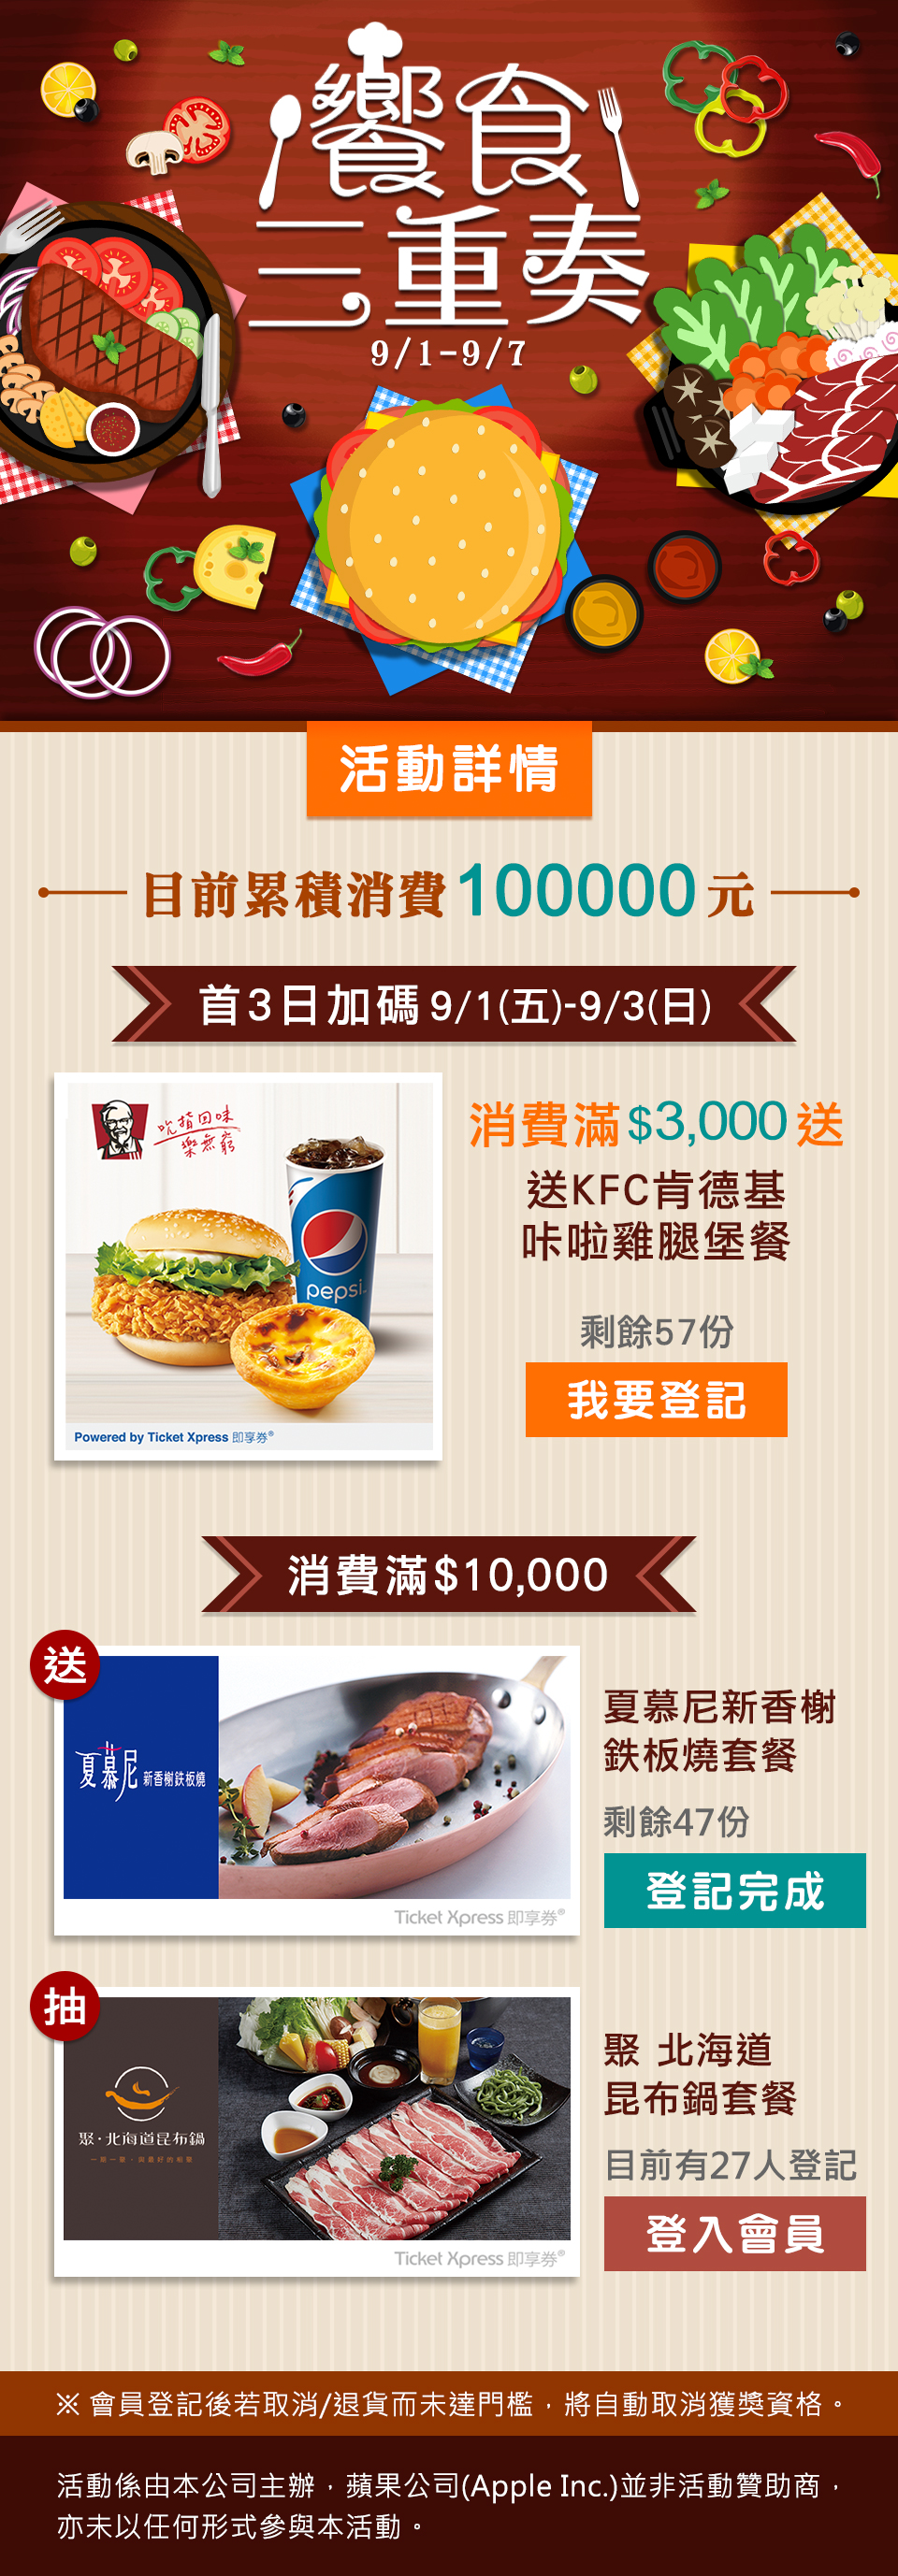 饗食
三重奏
9/1-9/7
活動詳情
目前累積消費100000元
首3日加碼 9/1(五)-9/3(日)
吮指回味
樂無窮
pepsi
Powered by Ticket Xpress 即享券®
消費滿$3,000送
送KFC肯德基
咔啦雞腿堡餐
剩餘57份
我要登記
消費滿$10,000
送
夏慕尼 新香榭鉄板燒
Ticket Xpress 即享券®
夏慕尼新香榭
鉄板燒套餐
剩餘47份
登記完成
抽
聚·北海道昆布鍋
Ticket Xpress 即享券®
聚 北海道
昆布鍋套餐
目前有27人登記
登入會員
※ 會員登記後若取消/退貨而未達門檻，將自動取消獲獎資格。
活動係由本公司主辦，蘋果公司(Apple Inc.)並非活動贊助商，
亦未以任何形式參與本活動。